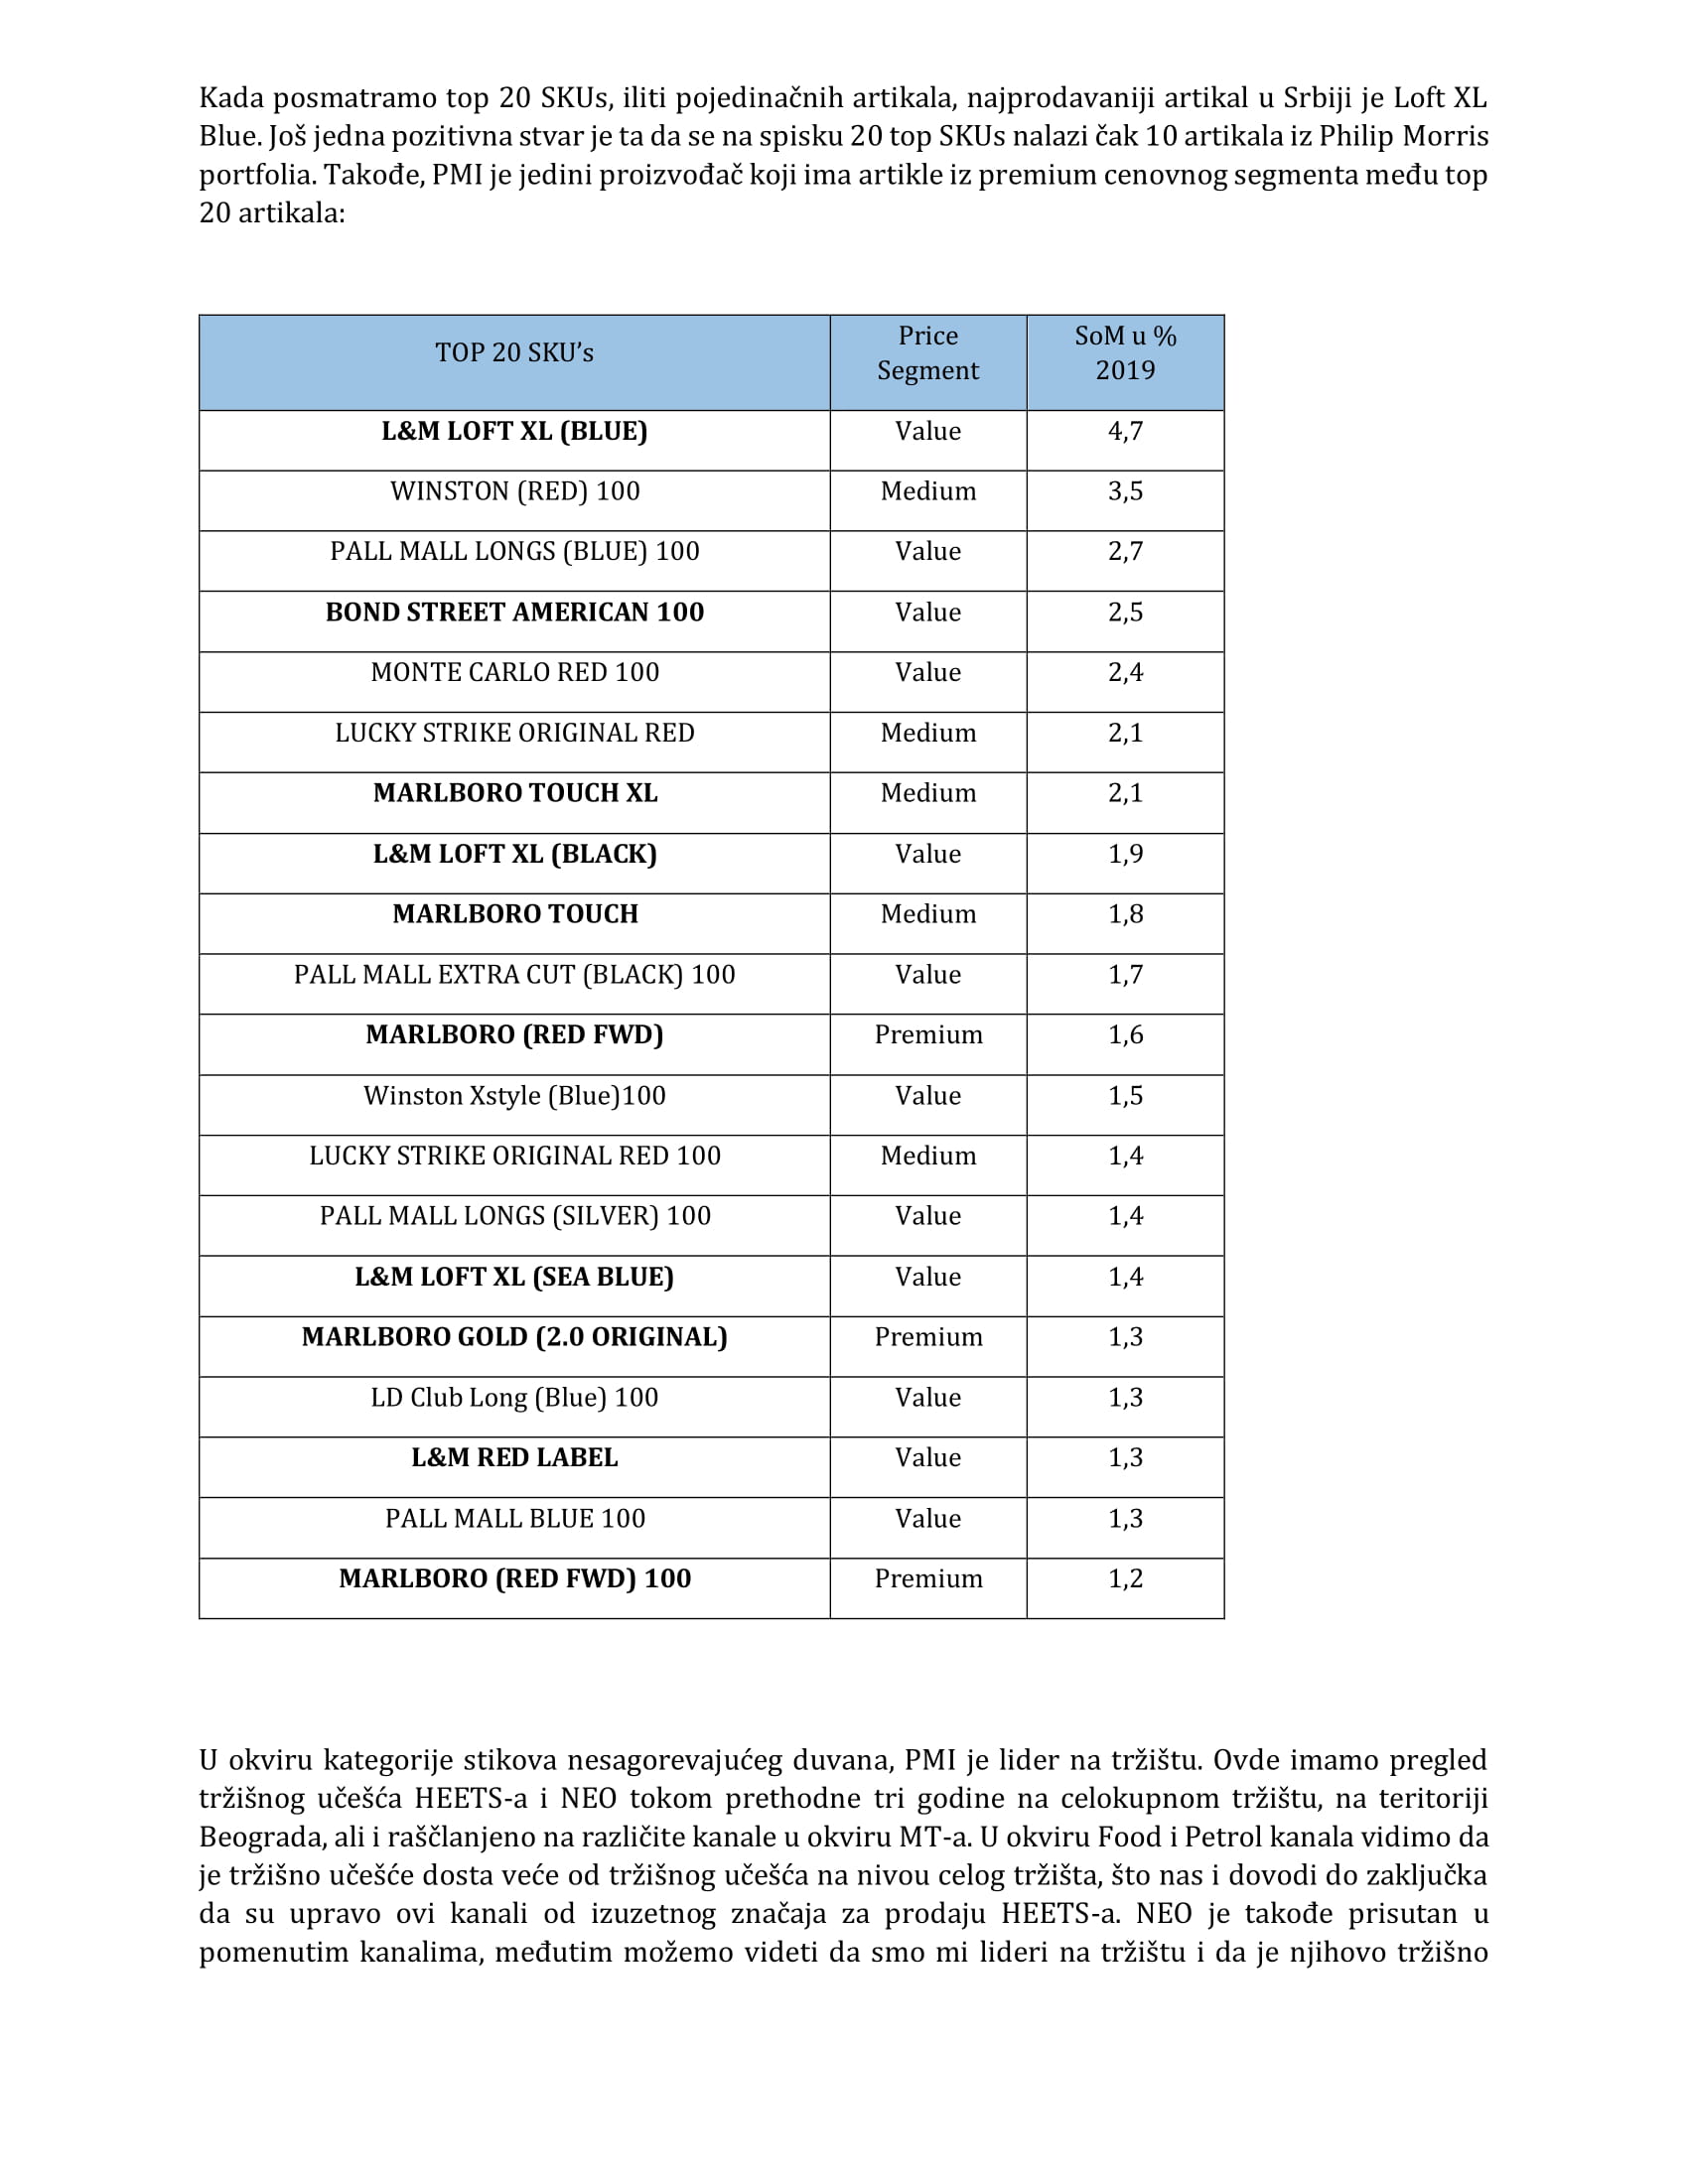 Kada posmatramo top 20 SKUs, iliti pojedinačnih artikala, najprodavaniji artikal u Srbiji je Loft XL
Blue. Još jedna pozitivna stvar je ta da se na spisku 20 top SKUs nalazi čak 10 artikala iz Philip Morris
portfolia. Takođe, PMI je jedini proizvođač koji ima artikle iz premium cenovnog segmenta među top
20 artikala:
TOP 20 SKU’s Price Segment SoM u % 2019
L&M LOFT XL (BLUE) Value 4,7
WINSTON (RED) 100 Medium 3,5
PALL MALL LONGS (BLUE) 100 Value 2,7
BOND STREET AMERICAN 100 Value 2,5
MONTE CARLO RED 100 Value 2,4
LUCKY STRIKE ORIGINAL RED Medium 2,1
MARLBORO TOUCH XL Medium 2,1
L&M LOFT XL (BLACK) Value 1,9
MARLBORO TOUCH Medium 1,8
PALL MALL EXTRA CUT (BLACK) 100 Value 1,7
MARLBORO (RED FWD) Premium 1,6
Winston Xstyle (Blue)100 Value 1,5
LUCKY STRIKE ORIGINAL RED 100 Medium 1,4
PALL MALL LONGS (SILVER) 100 Value 1,4
L&M LOFT XL (SEA BLUE) Value 1,4
MARLBORO GOLD (2.0 ORIGINAL) Premium 1,3
LD Club Long (Blue) 100 Value 1,3
L&M RED LABEL Value 1,3
PALL MALL BLUE 100 Value 1,3
MARLBORO (RED FWD) 100 Premium 1,2
U okviru kategorije stikova nesagorevajućeg duvana, PMI je lider na tržištu. Ovde imamo pregled
tržišnog učešća HEETS-a i NEO tokom prethodne tri godine na celokupnom tržištu, na teritoriji
Beograda, ali i raščlanjeno na različite kanale u okviru MT-a. U okviru Food i Petrol kanala vidimo da
je tržišno učešće dosta veće od tržišnog učešća na nivou celog tržišta, što nas i dovodi do zaključka
da su upravo ovi kanali od izuzetnog značaja za prodaju HEETS-a. NEO je takođe prisutan u
pomenutim kanalima, međutim možemo videti da smo mi lideri na tržištu i da je njihovo tržišno